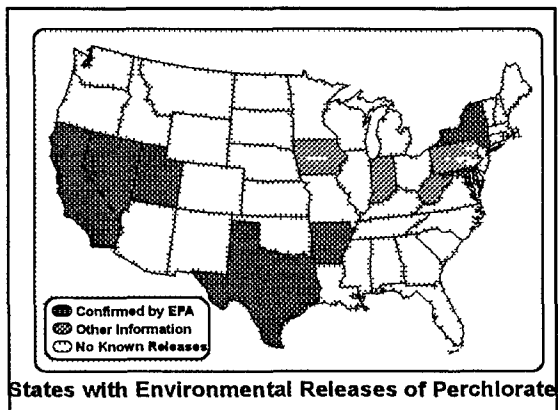 Confirmed by EPA
Other Information
No Known Releases
States with Environmental Releases of Perchlorate